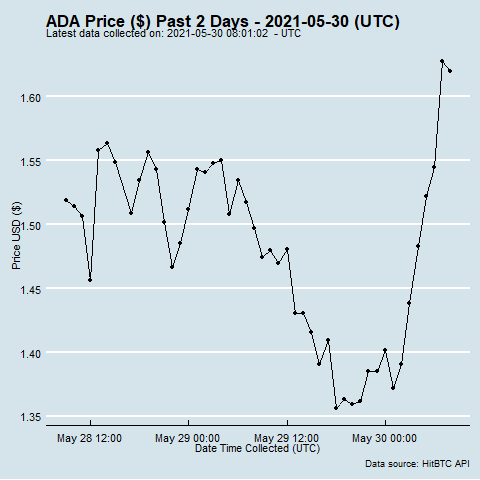 ADA Price ($) Past 2 Days - 2021-05-30 (UTC)
Latest data collected on: 2021-05-30 08:01:02 - UTC
Price USD ($)
1.60
1.55
1.50
1.45
1.40
1.35
May 28 12:00 May 29 00:00 May 29 12:00 May 30 00:00
Date Time Collected (UTC)
Data source: HitBTC API